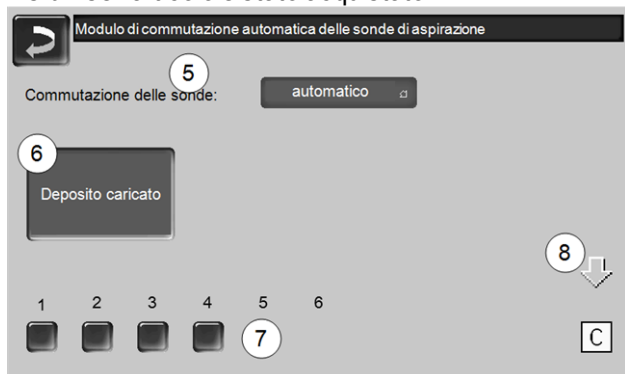 Modulo di commutazione automatica delle sonde di aspirazione
5
Commutazione delle sonde:
automatico
6
Deposito caricato
8
1 2 3 4 5 6
7
C